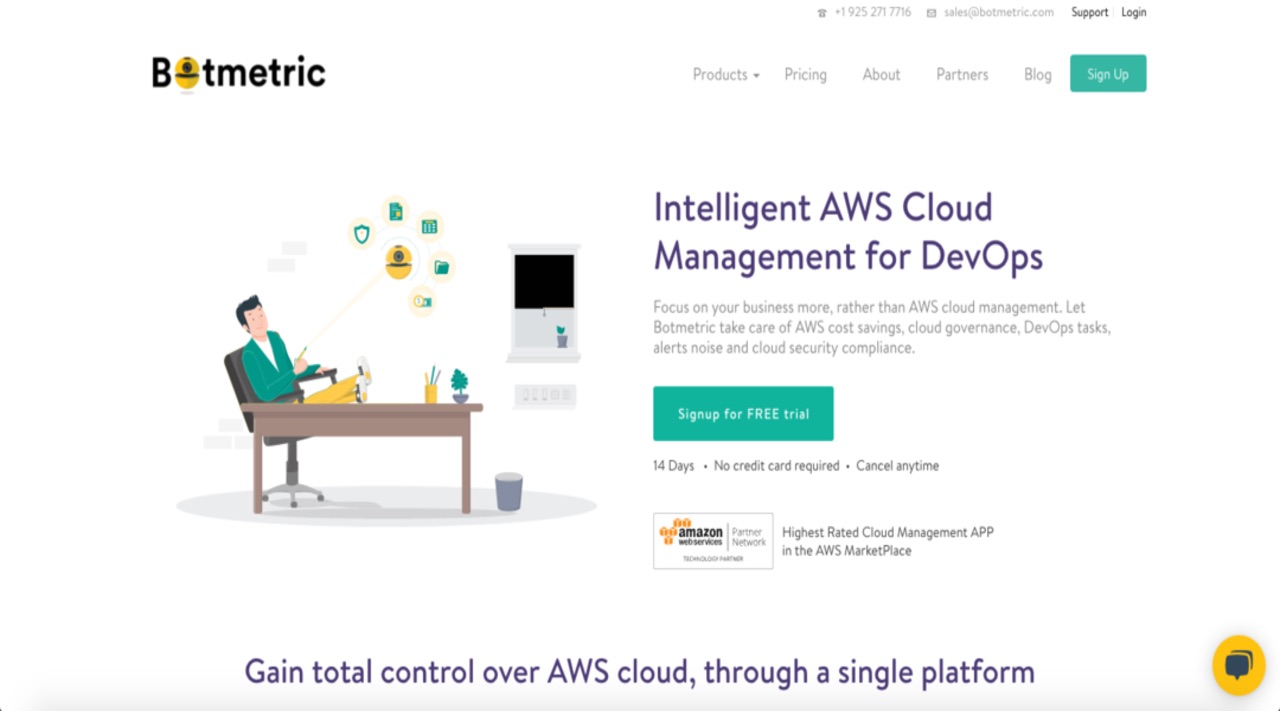 +1 925 271 7716 sales@botmetric.com Support Login
Botmetric
Products Pricing About Partners Blog Sign Up
Intelligent AWS Cloud
Management for DevOps
Focus on your business more, rather than AWS cloud management. Let
Botmetric take care of AWS cost savings, cloud governance, DevOps tasks,
alerts noise and cloud security compliance.
Signup for FREE trial
14 Days • No credit card required • Cancel anytime
amazon
webservices
Partner
Network
TECHNOLOGY PARTNER
Highest Rated Cloud Management APP
in the AWS MarketPlace
Gain total control over AWS cloud, through a single platform